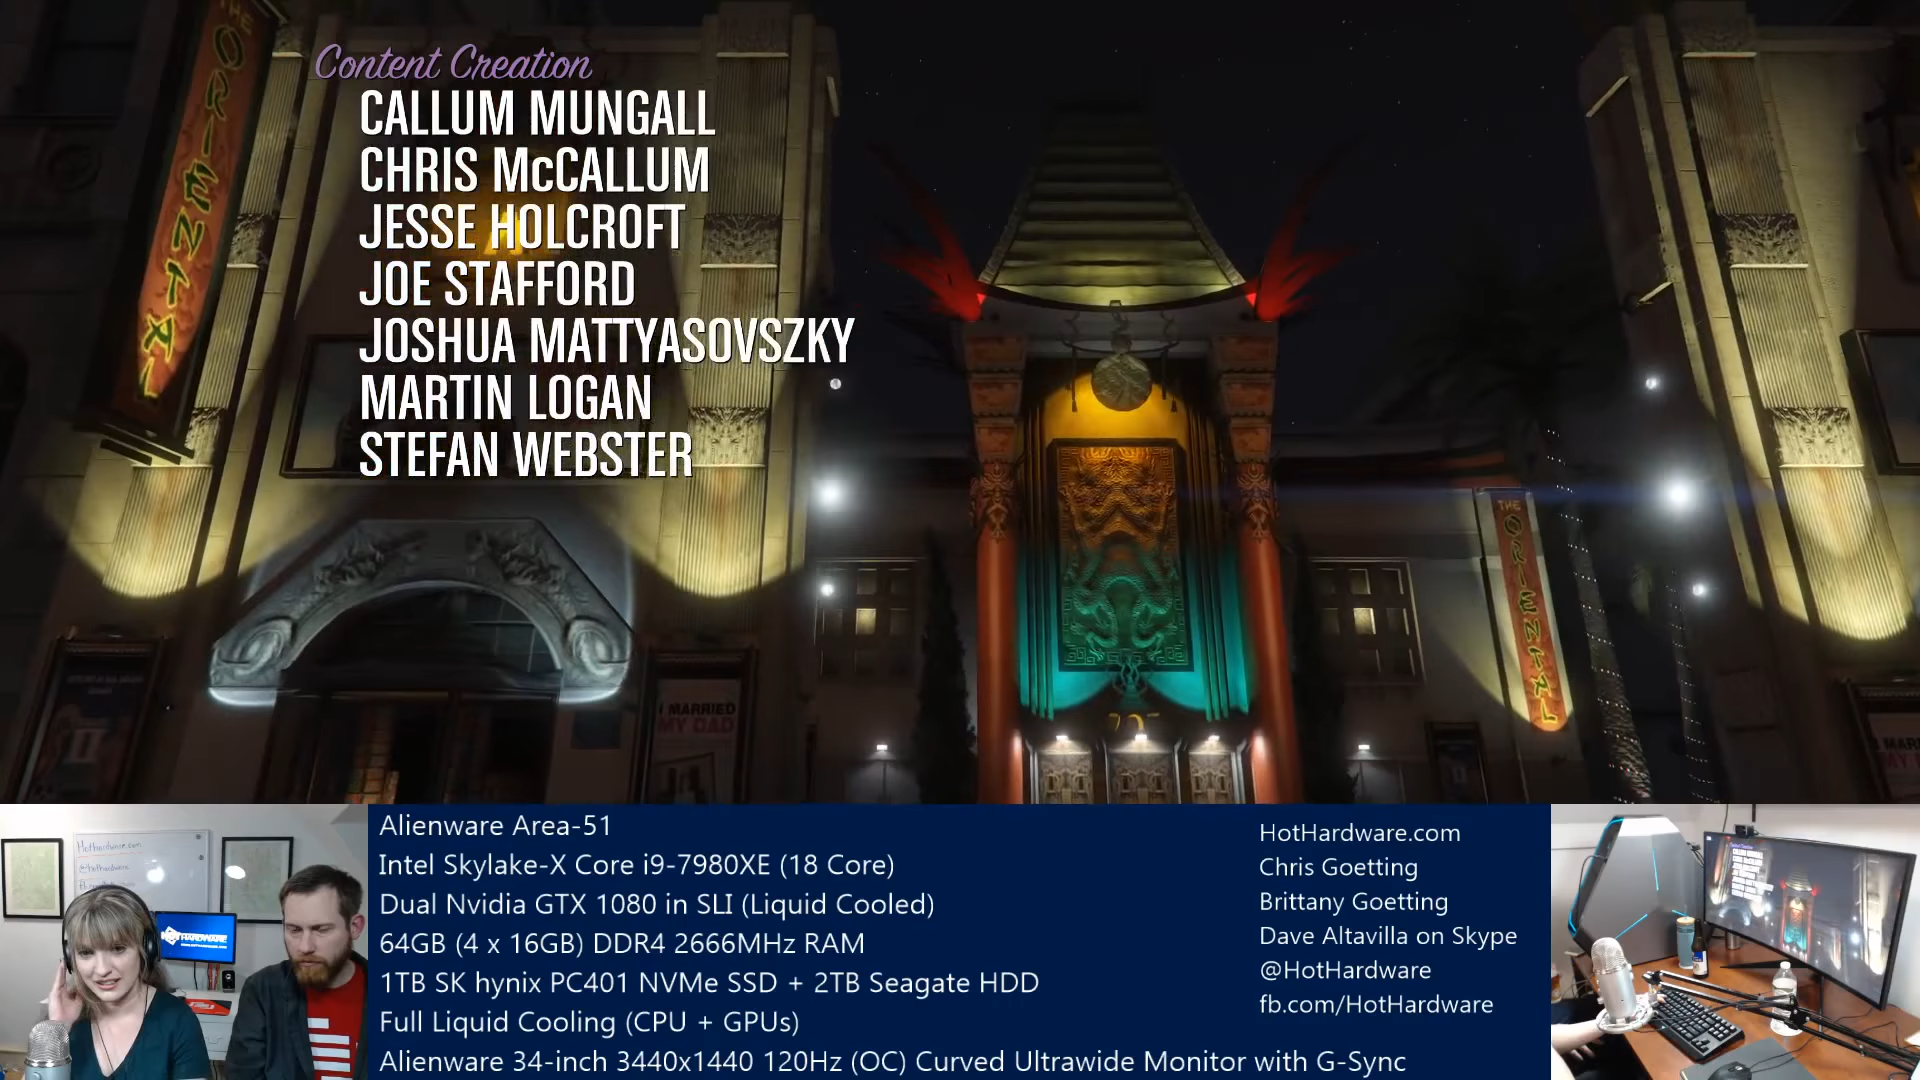 Content Creation
CALLUM MUNGALL
CHRIS McCALLUM
JESSE HOLCROFT
JOE STAFFORD
JOSHUA MATTYASOVSZKY
MARTIN LOGAN
STEFAN WEBSTER
THE ORIENTAL
THE ORIENTAL
I MARRIED
MY DAD
Alienware Area-51
Intel Skylake-X Core i9-7980XE (18 Core)
Dual Nvidia GTX 1080 in SLI (Liquid Cooled)
64GB (4 x 16GB) DDR4 2666MHz RAM
1TB SK hynix PC401 NVMe SSD + 2TB Seagate HDD
Full Liquid Cooling (CPU + GPUs)
Alienware 34-inch 3440x1440 120Hz (OC) Curved Ultrawide Monitor with G-Sync
HotHardware.com
Chris Goetting
Brittany Goetting
Dave Altavilla on Skype
@HotHardware
fb.com/HotHardware
Hothardware.com
@hothardware
HOTHARDWARE